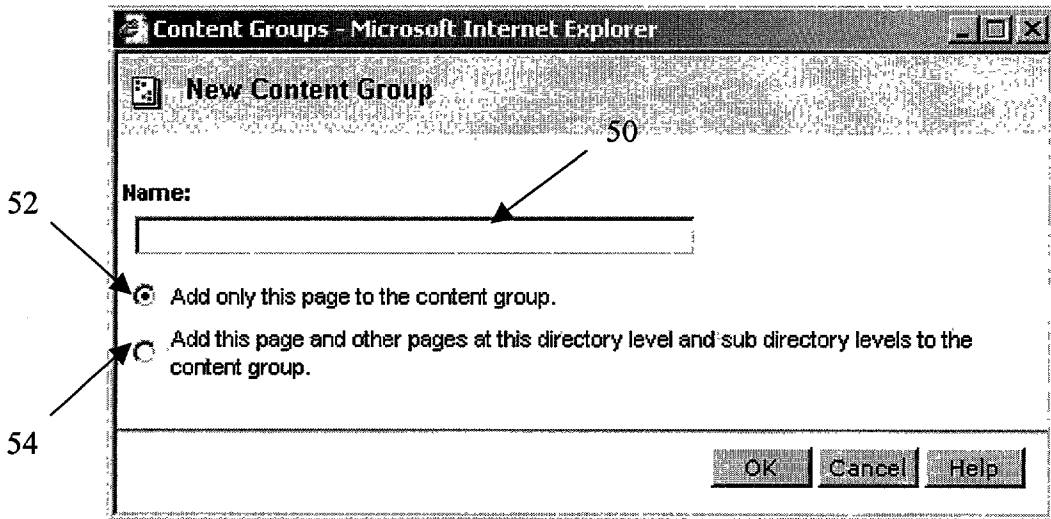 Content Groups - Microsoft Internet Explorer
New Content Group
50
Name:
52
Add only this page to the content group.
Add this page and other pages at this directory level and sub directory levels to the
content group.
54
OK Cancel Help